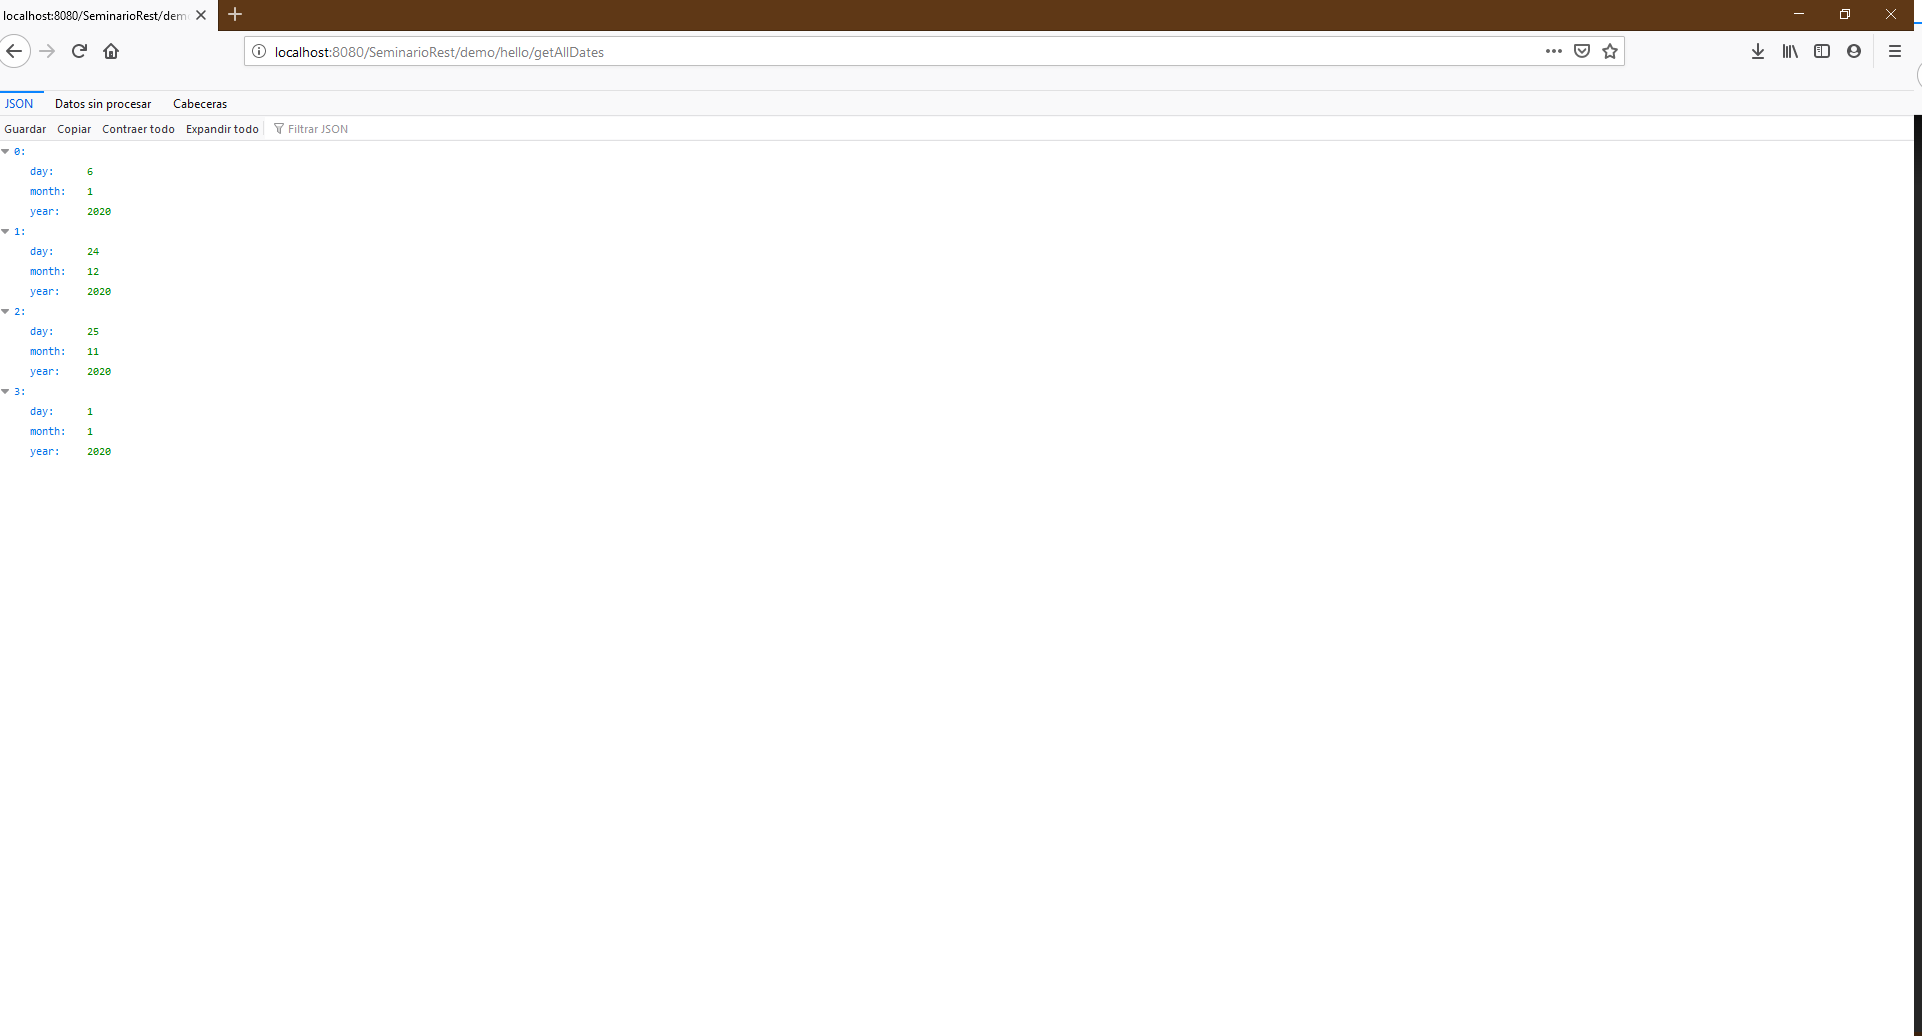 localhost:8080/SeminarioRest/dem
localhost:8080/SeminarioRest/demo/hello/getAllDates
JSON Datos sin procesar Cabeceras
Guardar Copiar Contraer todo Expandir todo Filtrar JSON
0:
day: 6
month: 1
year: 2020
1:
day: 24
month: 12
year: 2020
2:
day: 25
month: 11
year: 2020
3:
day: 1
month: 1
year: 2020